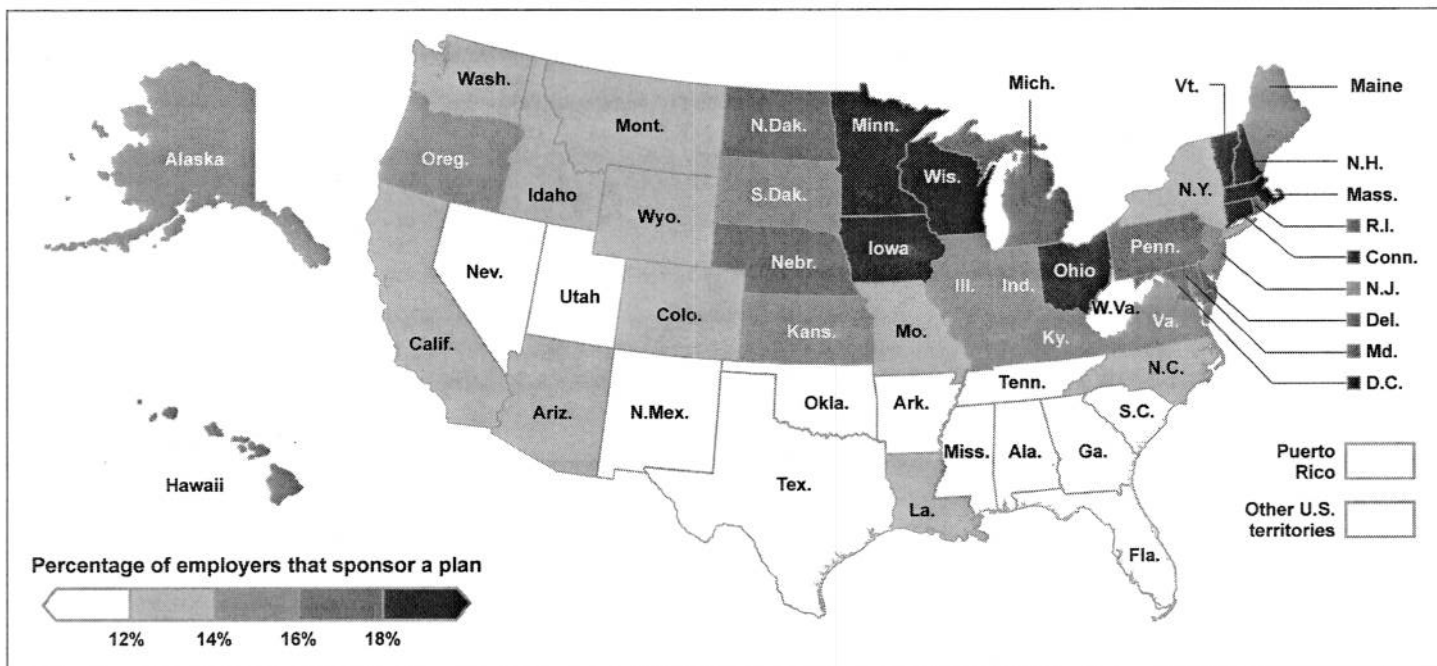 Mich.
Vt.
Maine
Wash.
Mont.
N.Dak.
Minn.
Alaska
Oreg.
N.H.
Idaho
Wyo.
S.Dak.
Wis.
N.Y.
Mass.
R.I.
Nev.
Utah
Colo.
Nebr.
Iowa
Ill.
Ind.
Ohio
Penn.
Conn.
N.J.
Calif.
Kans.
Mo.
Ky.
W.Va.
Va.
Del.
Md.
D.C.
Ariz.
N.Mex.
Okla.
Ark.
Tenn.
N.C.
S.C.
Hawaii
Tex.
La.
Miss.
Ala.
Ga.
Fla.
Puerto
Rico
Other U.S.
territories
Percentage of employers that sponsor a plan
12% 14% 16% 18%